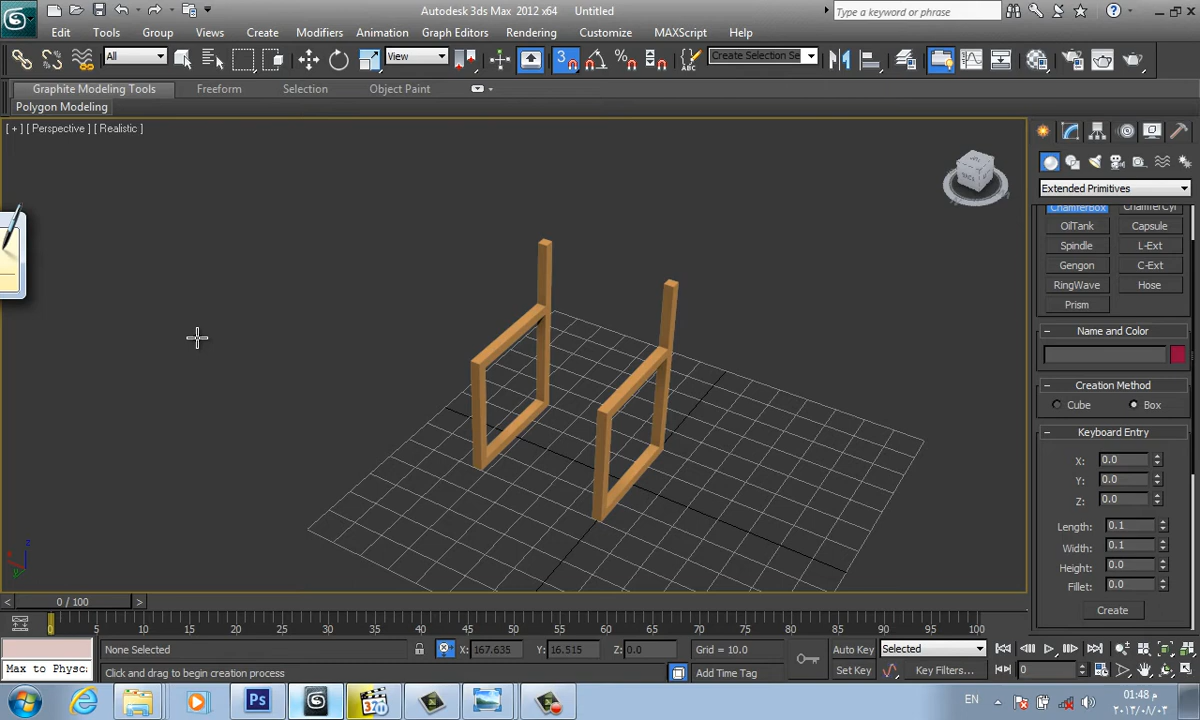 Autodesk 3ds Max 2012 x64 Untitled
Type a keyword or phrase
Edit Tools Group Views Create Modifiers Animation Graph Editors Rendering Customize MAXScript Help
All View 3 Create Selection Se
Graphite Modeling Tools Freeform Selection Object Paint
Polygon Modeling
[ + ] [ Perspective ] [ Realistic ]
Extended Primitives
ChamferBox ChamferCyl
OilTank Capsule
Spindle L-Ext
Gengon C-Ext
RingWave Hose
Prism
- Name and Color
- Creation Method
Cube Box
- Keyboard Entry
X: 0.0
Y: 0.0
Z: 0.0
Length: 0.1
Width: 0.1
Height: 0.0
Fillet: 0.0
Create
z
x
y
< 0 / 100 >
0 5 10 15 20 25 30 35 40 45 50 55 60 65 70 75 80 85 90 95 100
None Selected X: 167.635 Y: 16.515 Z: 0.0 Grid = 10.0 Auto Key Selected
Max to Physc: Click and drag to begin creation process Add Time Tag Set Key Key Filters... 0
Ps 321 EN 01:48 م
٢٠١٣/٠٨/٠٣